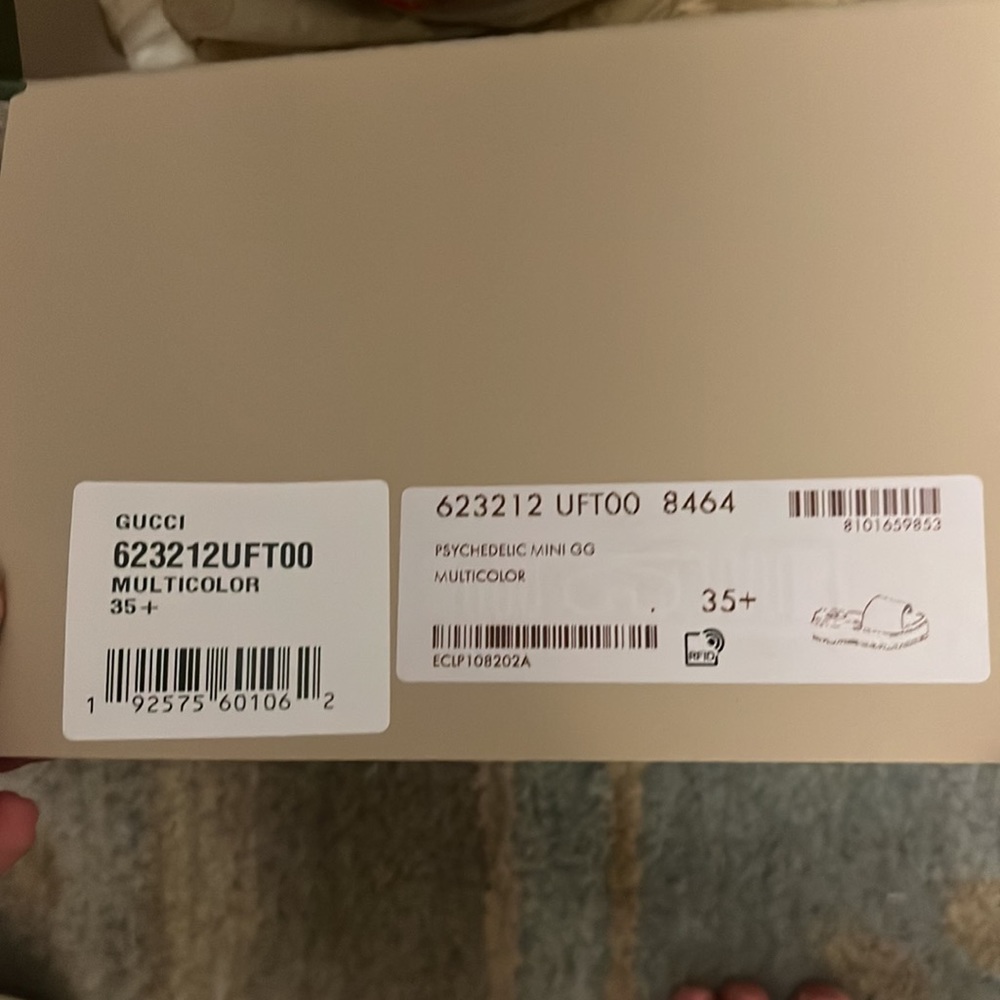 GUCCI
623212UFT00
MULTICOLOR
35+
1 92575 60106 2
623212 UFT00 8464
8101659853
PSYCHEDELIC MINI GG
MULTICOLOR
35+
ECLP108202A
RFID